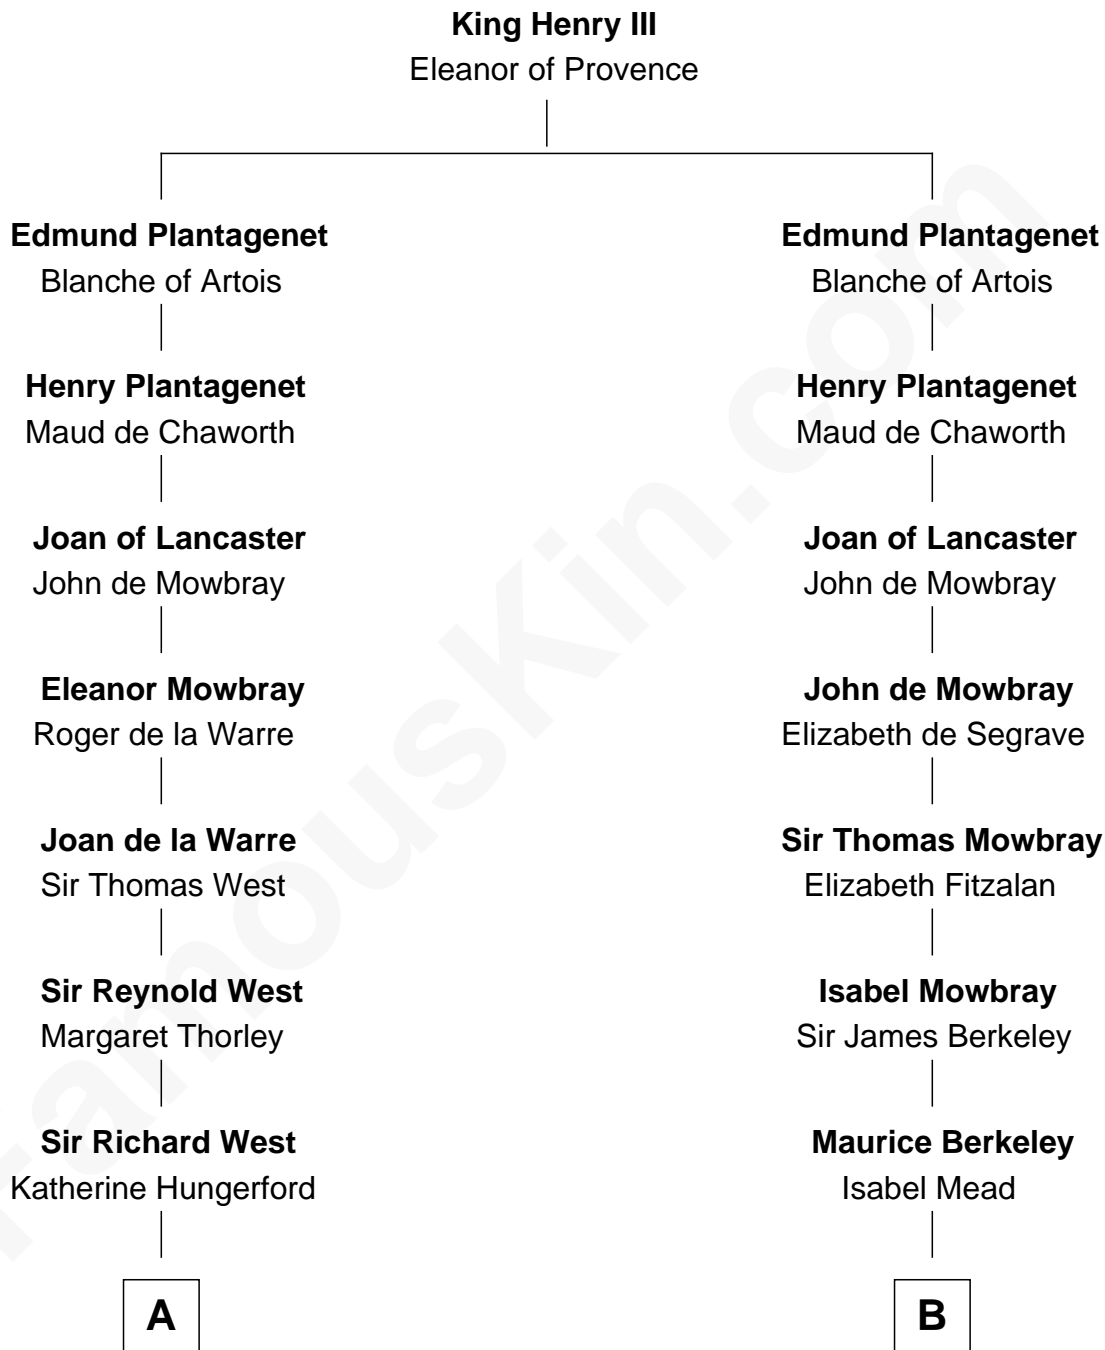 King Henry III
Eleanor of Provence
Edmund Plantagenet
Blanche of Artois
Henry Plantagenet
Maud de Chaworth
Joan of Lancaster
John de Mowbray
Eleanor Mowbray
Roger de la Warre
Joan de la Warre
Sir Thomas West
Sir Reynold West
Margaret Thorley
Sir Richard West
Katherine Hungerford
A
Edmund Plantagenet
Blanche of Artois
Henry Plantagenet
Maud de Chaworth
Joan of Lancaster
John de Mowbray
John de Mowbray
Elizabeth de Segrave
Sir Thomas Mowbray
Elizabeth Fitzalan
Isabel Mowbray
Sir James Berkeley
Maurice Berkeley
Isabel Mead
B
FamousKin.com